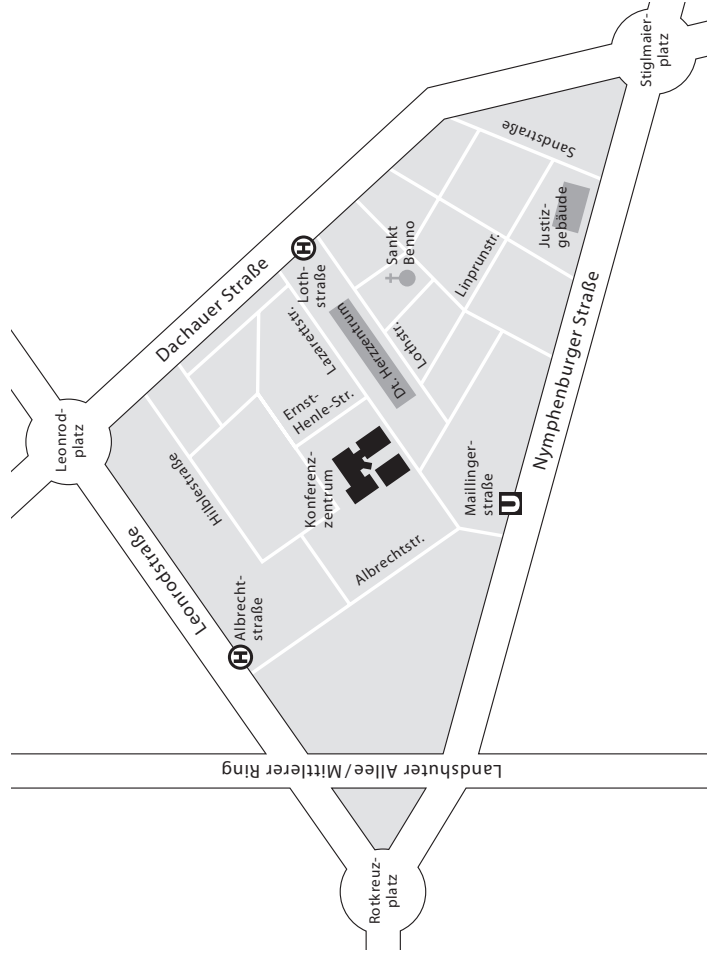 Stiglmaier-
platz
Sandstraße
Justiz-
gebäude
Linprunstr.
Sankt
Benno
H
Loth-
straße
Dachauer Straße
Lazarettstr.
Dt. Herzzentrum
Lothstr.
Nymphenburger Straße
Ernst-
Henle-Str.
Leonrod-
platz
Hilblestraße
Konferenz-
zentrum
Maillinger-
straße
U
Albrechtstr.
Leonrodstraße
H
Albrecht-
straße
Landshuter Allee/Mittlerer Ring
Rotkreuz-
platz